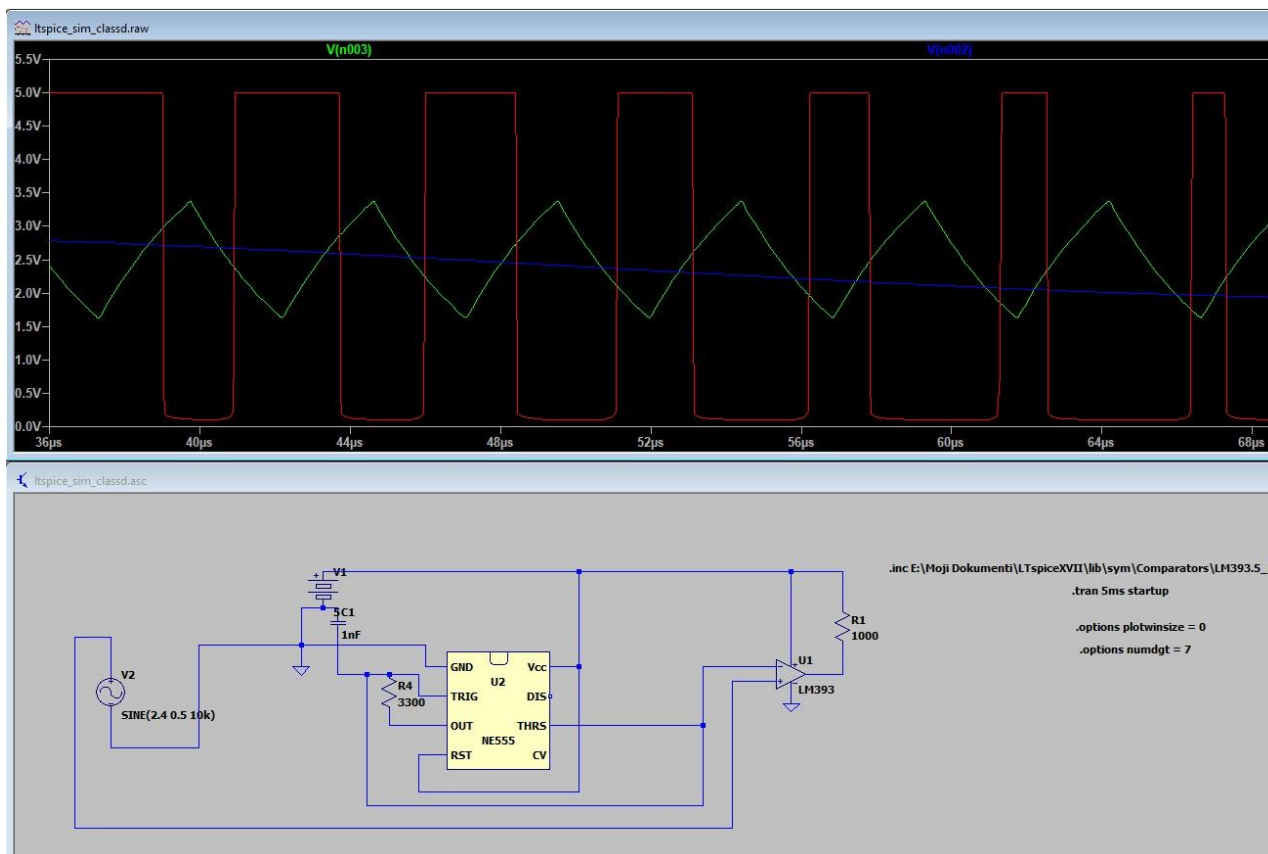 ltspice_sim_classd.raw
V(n003) V(n002)
5.5V
5.0V
4.5V
4.0V
3.5V
3.0V
2.5V
2.0V
1.5V
1.0V
0.5V
0.0V
36µs 40µs 44µs 48µs 52µs 56µs 60µs 64µs 68µs
ltspice_sim_classd.asc
.inc E:\Moji Dokumenti\LTspiceXVII\lib\sym\Comparators\LM393.5_
.tran 5ms startup
.options plotwinsize = 0
.options numdgt = 7
V1
+
5
C1
1nF
R1
1000
V2
+
-
SINE(2.4 0.5 10k)
R4
3300
GND Vcc
U2
TRIG DIS
OUT THRS
NE555
RST CV
U1
LM393